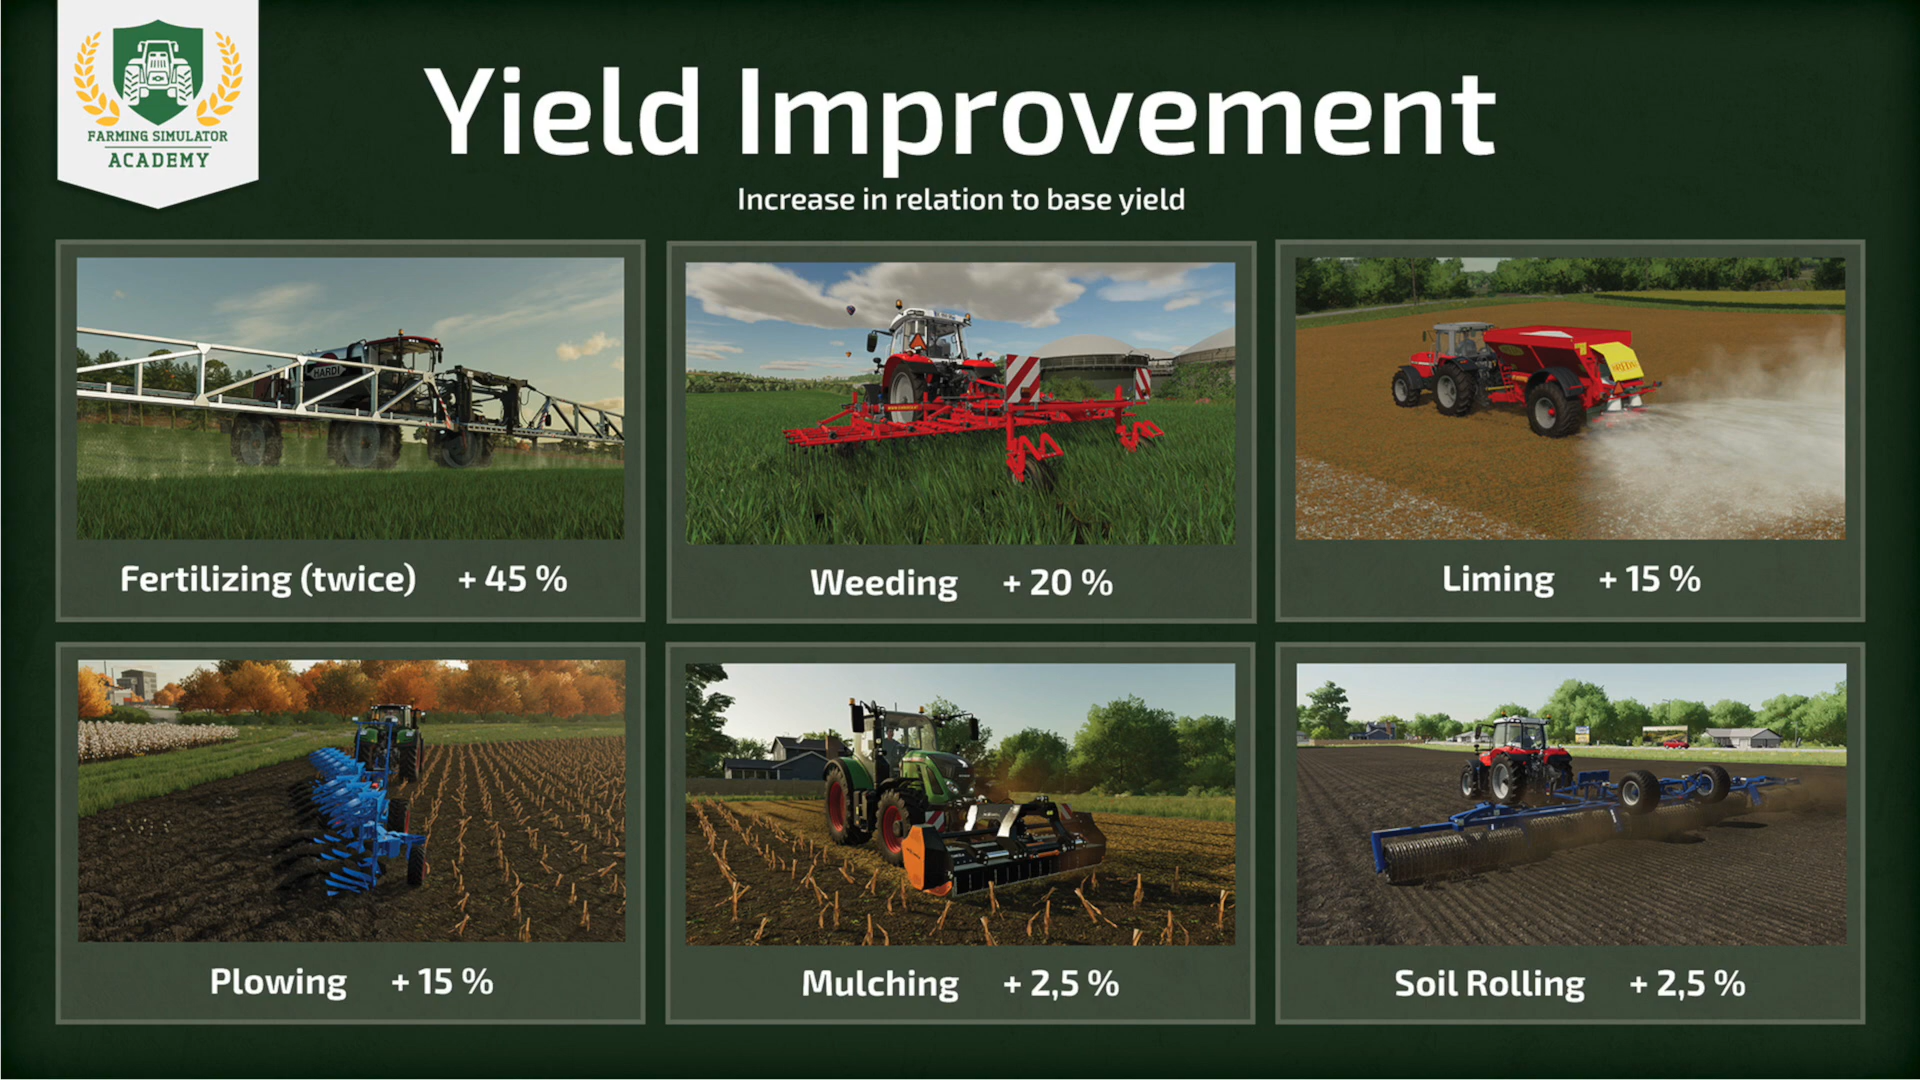 FARMING SIMULATOR
ACADEMY
Yield Improvement
Increase in relation to base yield
HARDI
Fertilizing (twice) + 45 %
Weeding + 20 %
Liming + 15 %
Plowing + 15 %
Mulching + 2,5 %
Soil Rolling + 2,5 %